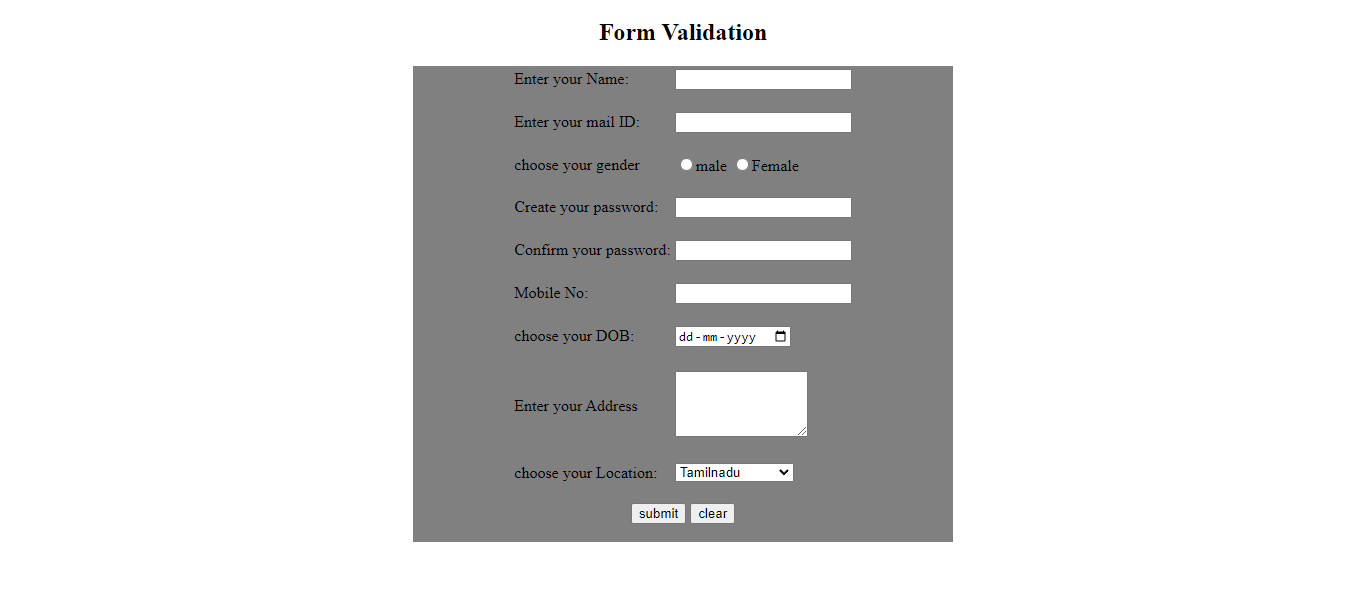 Form Validation
Enter your Name:
Enter your mail ID:
choose your gender male Female
Create your password:
Confirm your password:
Mobile No:
choose your DOB: dd-mm-yyyy
Enter your Address
choose your Location: Tamilnadu
submit clear